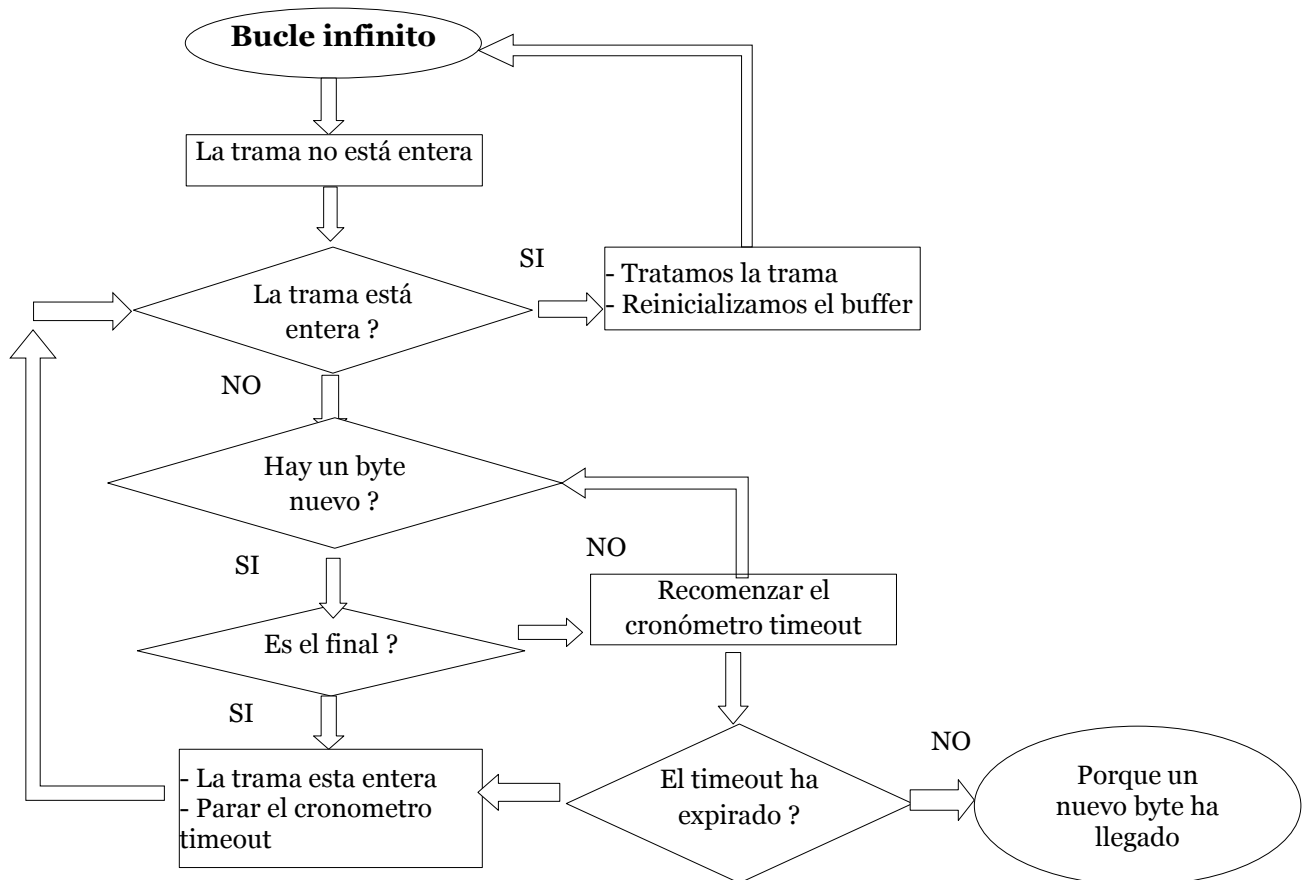 Bucle infinito
La trama no está entera
SI
- Tratamos la trama
- Reinicializamos el buffer
La trama está
entera ?
NO
Hay un byte
nuevo ?
NO
SI
Recomenzar el
cronómetro timeout
Es el final ?
SI
NO
- La trama esta entera
- Parar el cronometro
timeout
El timeout ha
expirado ?
Porque un
nuevo byte ha
llegado